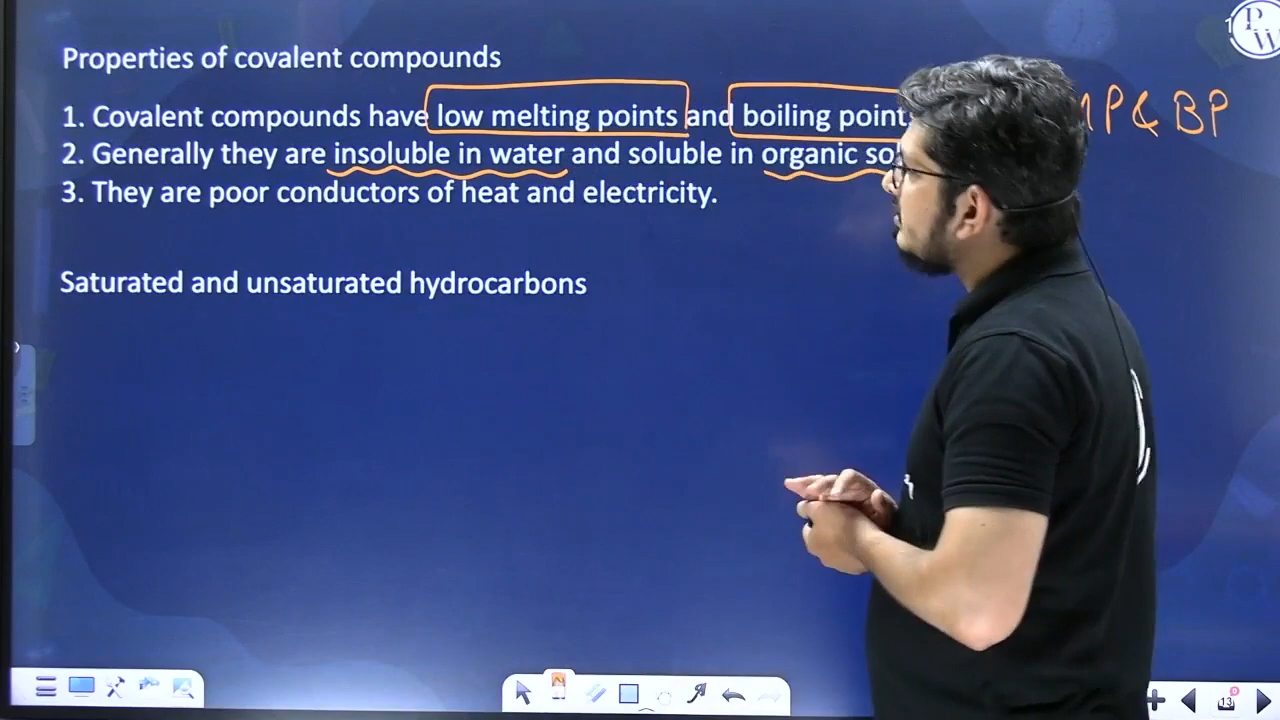 Properties of covalent compounds
1. Covalent compounds have low melting points and boiling point
MP & BP
2. Generally they are insoluble in water and soluble in organic so
3. They are poor conductors of heat and electricity.
Saturated and unsaturated hydrocarbons
PW
13